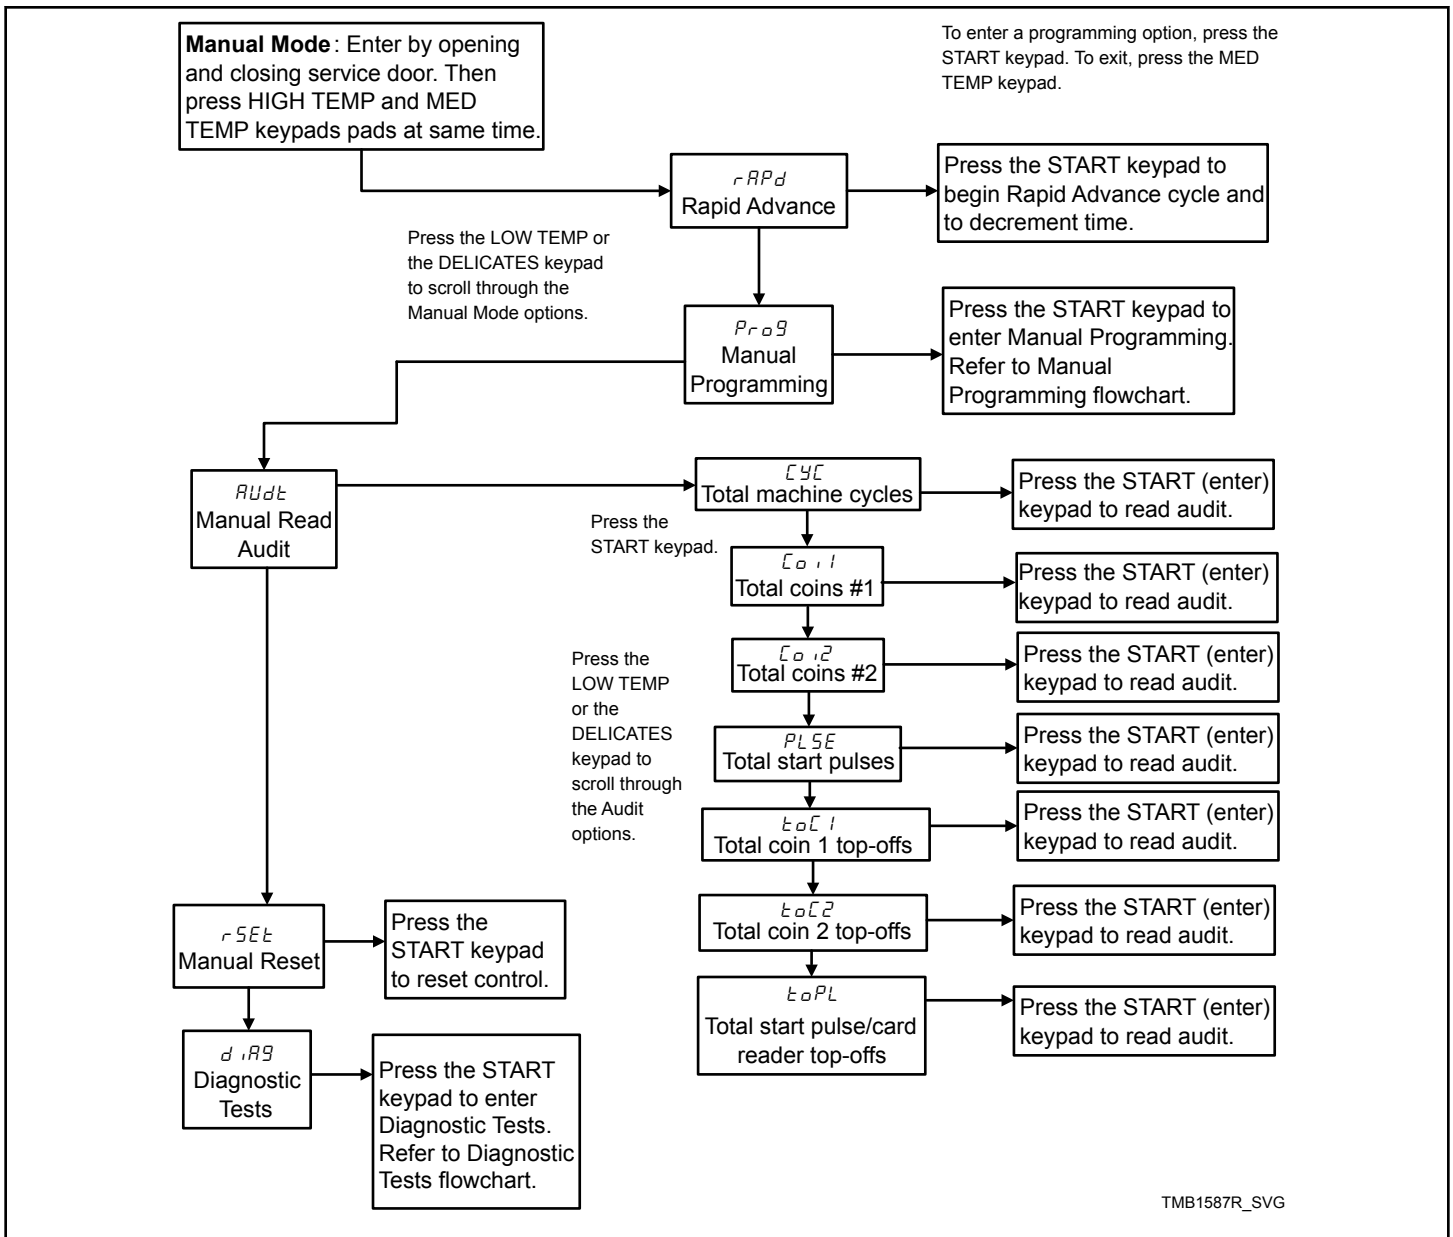 Manual Mode: Enter by opening
and closing service door. Then
press HIGH TEMP and MED
TEMP keypads pads at same time.
To enter a programming option, press the
START keypad. To exit, press the MED
TEMP keypad.
rAPd
Rapid Advance
Press the START keypad to
begin Rapid Advance cycle and
to decrement time.
Press the LOW TEMP or
the DELICATES keypad
to scroll through the
Manual Mode options.
Prog
Manual
Programming
Press the START keypad to
enter Manual Programming.
Refer to Manual
Programming flowchart.
AUdt
Manual Read
Audit
Press the
START keypad.
CYC
Total machine cycles
Press the START (enter)
keypad to read audit.
Coi1
Total coins #1
Press the START (enter)
keypad to read audit.
Press the
LOW TEMP
or the
DELICATES
keypad to
scroll through
the Audit
options.
Coi2
Total coins #2
Press the START (enter)
keypad to read audit.
PLSE
Total start pulses
Press the START (enter)
keypad to read audit.
toC1
Total coin 1 top-offs
Press the START (enter)
keypad to read audit.
toC2
Total coin 2 top-offs
Press the START (enter)
keypad to read audit.
toPL
Total start pulse/card
reader top-offs
Press the START (enter)
keypad to read audit.
rSEt
Manual Reset
Press the
START keypad
to reset control.
diAg
Diagnostic
Tests
Press the START
keypad to enter
Diagnostic Tests.
Refer to Diagnostic
Tests flowchart.
TMB1587R_SVG